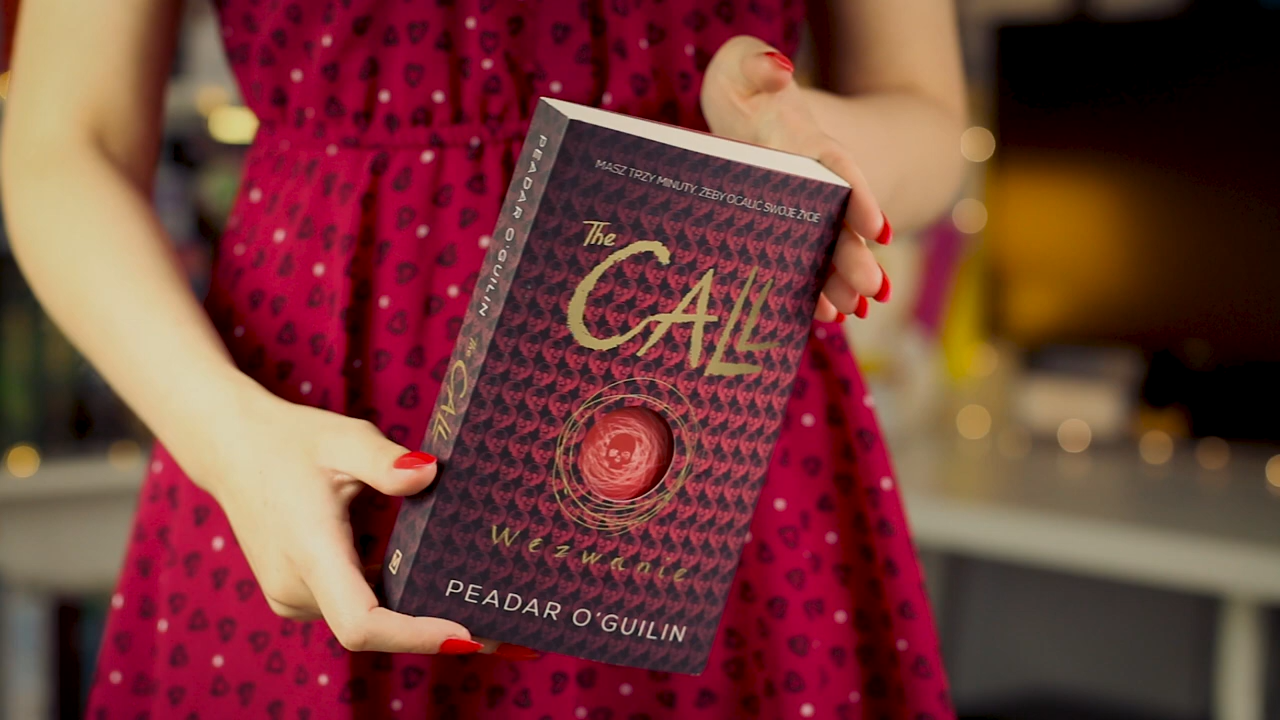 MASZ TRZY MINUTY, ŻEBY OCALIĆ SWOJE ŻYCIE
The
CALL
Wezwanie
PEADAR O'GUILIN
PEADAR O'GUILIN
The CALL